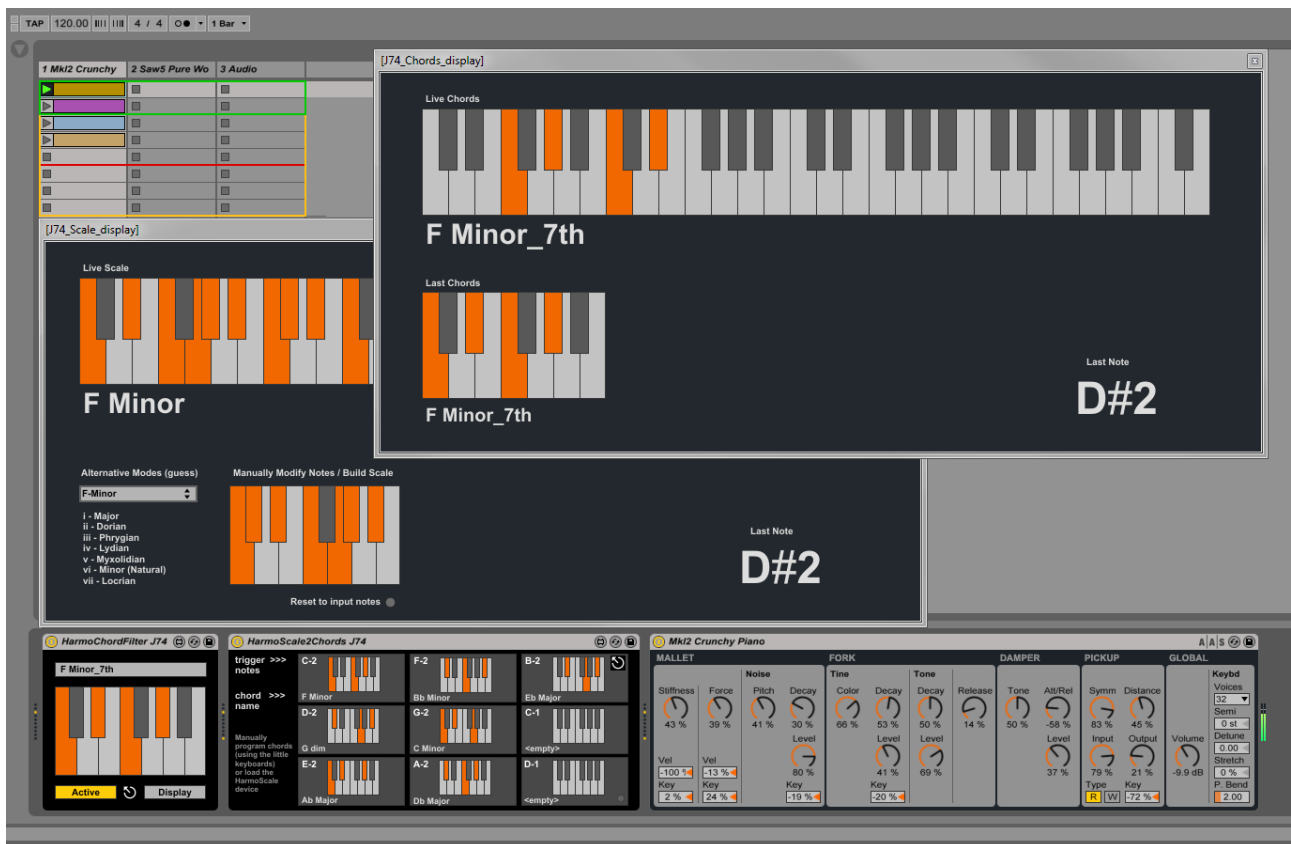 TAP 120.00 4 / 4 1 Bar
1 MkI2 Crunchy 2 Saw5 Pure Wo 3 Audio
[J74_Chords_display]
Live Chords
F Minor_7th
Last Chords
F Minor_7th
Last Note
D#2
[J74_Scale_display]
Live Scale
F Minor
Alternative Modes (guess)
F-Minor
i - Major
ii - Dorian
iii - Phrygian
iv - Lydian
v - Myxolidian
vi - Minor (Natural)
vii - Locrian
Manually Modify Notes / Build Scale
Reset to input notes
Last Note
D#2
HarmoChordFilter J74
F Minor_7th
Active Display
HarmoScale2Chords J74
trigger >>>
notes
chord >>>
name
Manually
program chords
(using the little
keyboards)
or load the
HarmoScale
device
C-2 F-2 B-2
F Minor Bb Minor Eb Major
D-2 G-2 C-1
G dim C Minor <empty>
E-2 A-2 D-1
Ab Major Db Major <empty>
MkI2 Crunchy Piano A A S
MALLET FORK DAMPER PICKUP GLOBAL
Noise Tine Tone Keybd
Stiffness Force Pitch Decay Color Decay Decay Release Tone Att/Rel Symm Distance Voices
32
43 % 39 % 41 % 30 % 66 % 53 % 50 % 14 % 50 % -58 % 83 % 45 %
Semi
0 st
Level Level Level Level Input Output Volume Detune
0.00
80 % 41 % 69 % 37 % 79 % 21 % -9.9 dB
Stretch
0 %
Vel Vel
-100 % -13 %
Key Key Key Key Type Key P. Bend
2 % 24 % -19 % -20 % R W -72 % 2.00